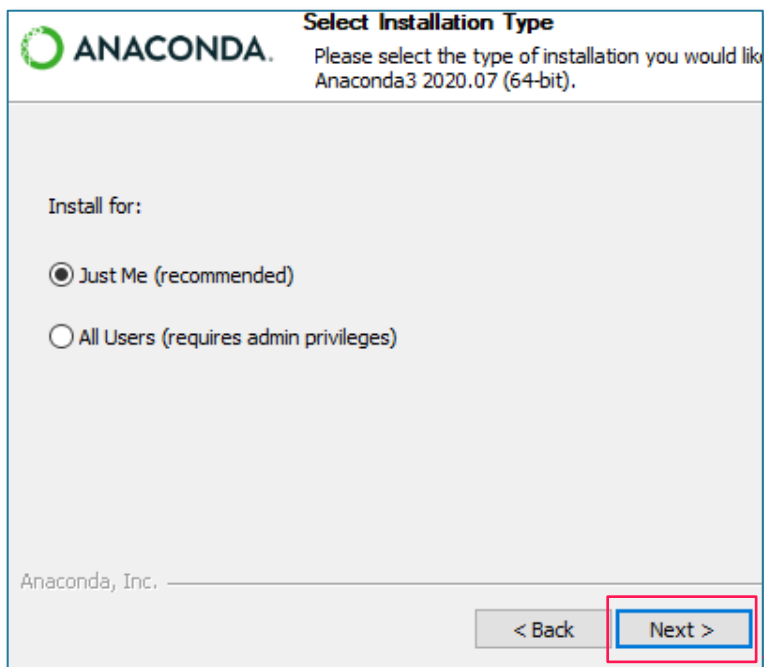 ANACONDA.
Select Installation Type
Please select the type of installation you would
Anaconda3 2020.07 (64-bit).
Install for:
Just Me (recommended)
All Users (requires admin privileges)
Anaconda, Inc.
< Back
Next >